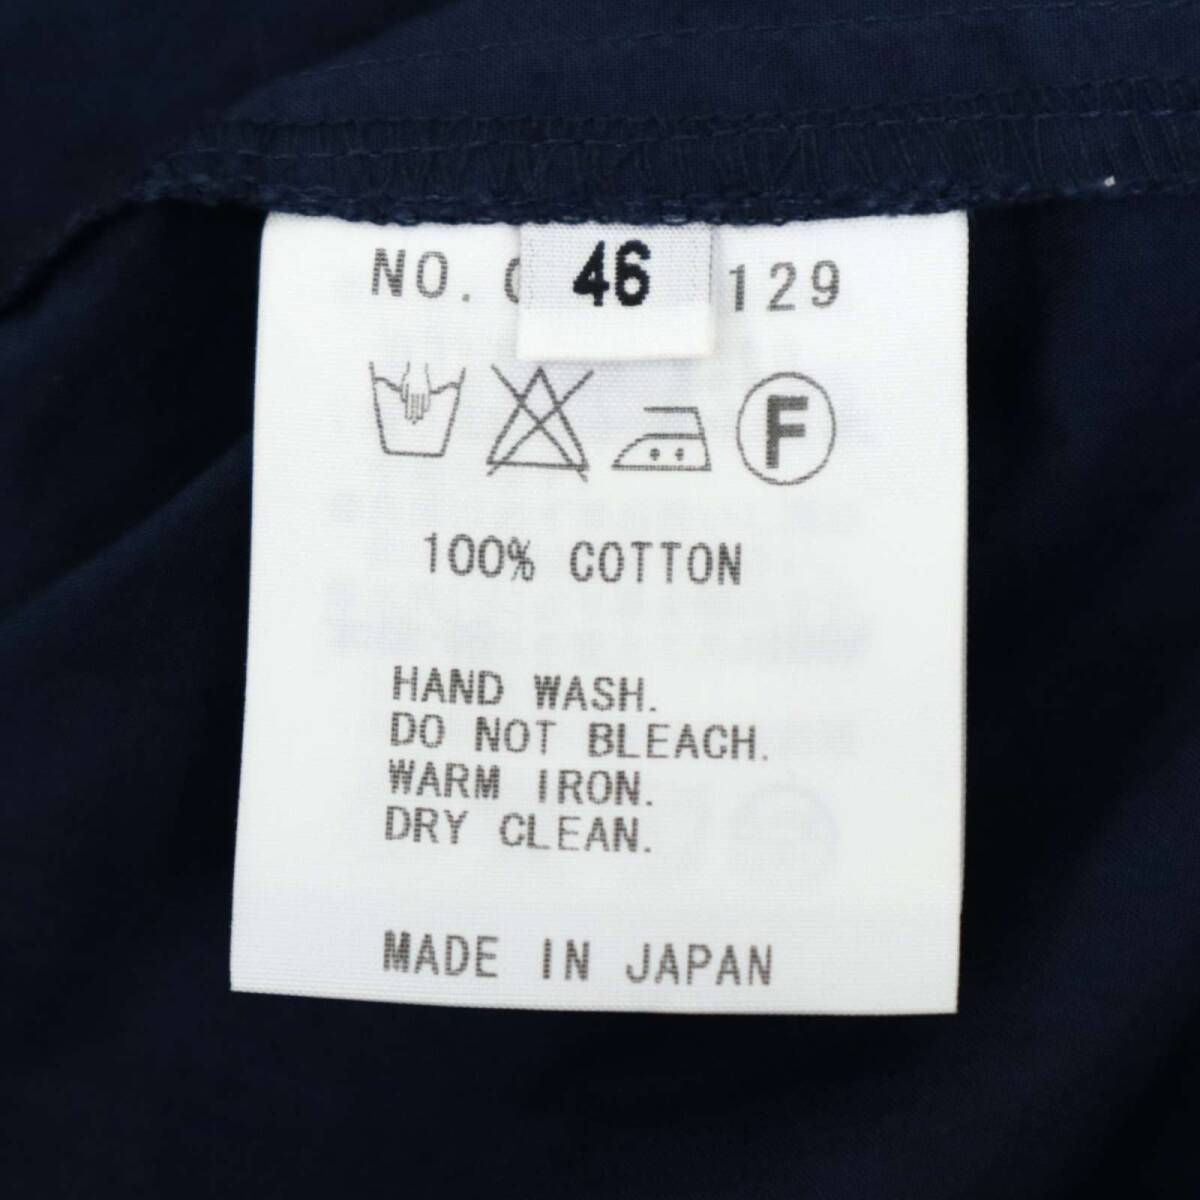 NO. 46 129
F
100% COTTON
HAND WASH.
DO NOT BLEACH.
WARM IRON.
DRY CLEAN.
MADE IN JAPAN